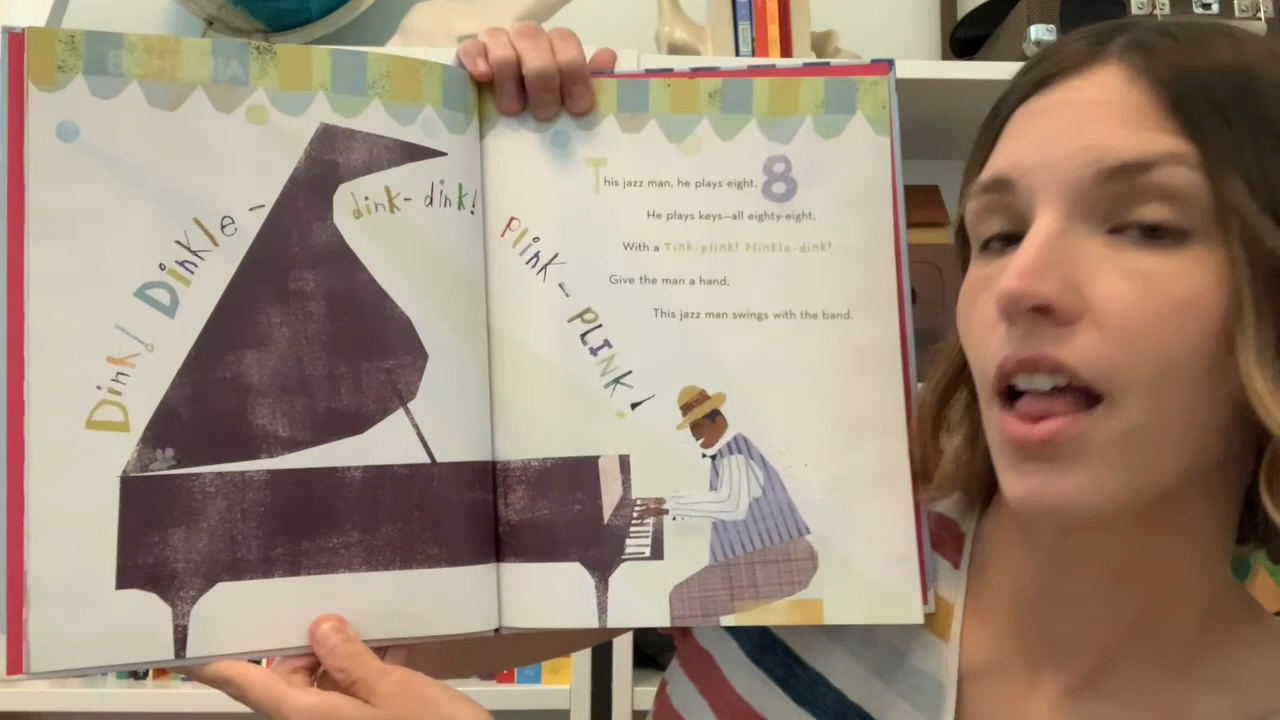 Dink! Dinkle-
dink-dink!
Plink-PLINK!
This jazz man, he plays eight, 8
He plays keys—all eighty-eight,
With a Tink-plink! Plinkle-dink!
Give the man a hand,
This jazz man swings with the band.